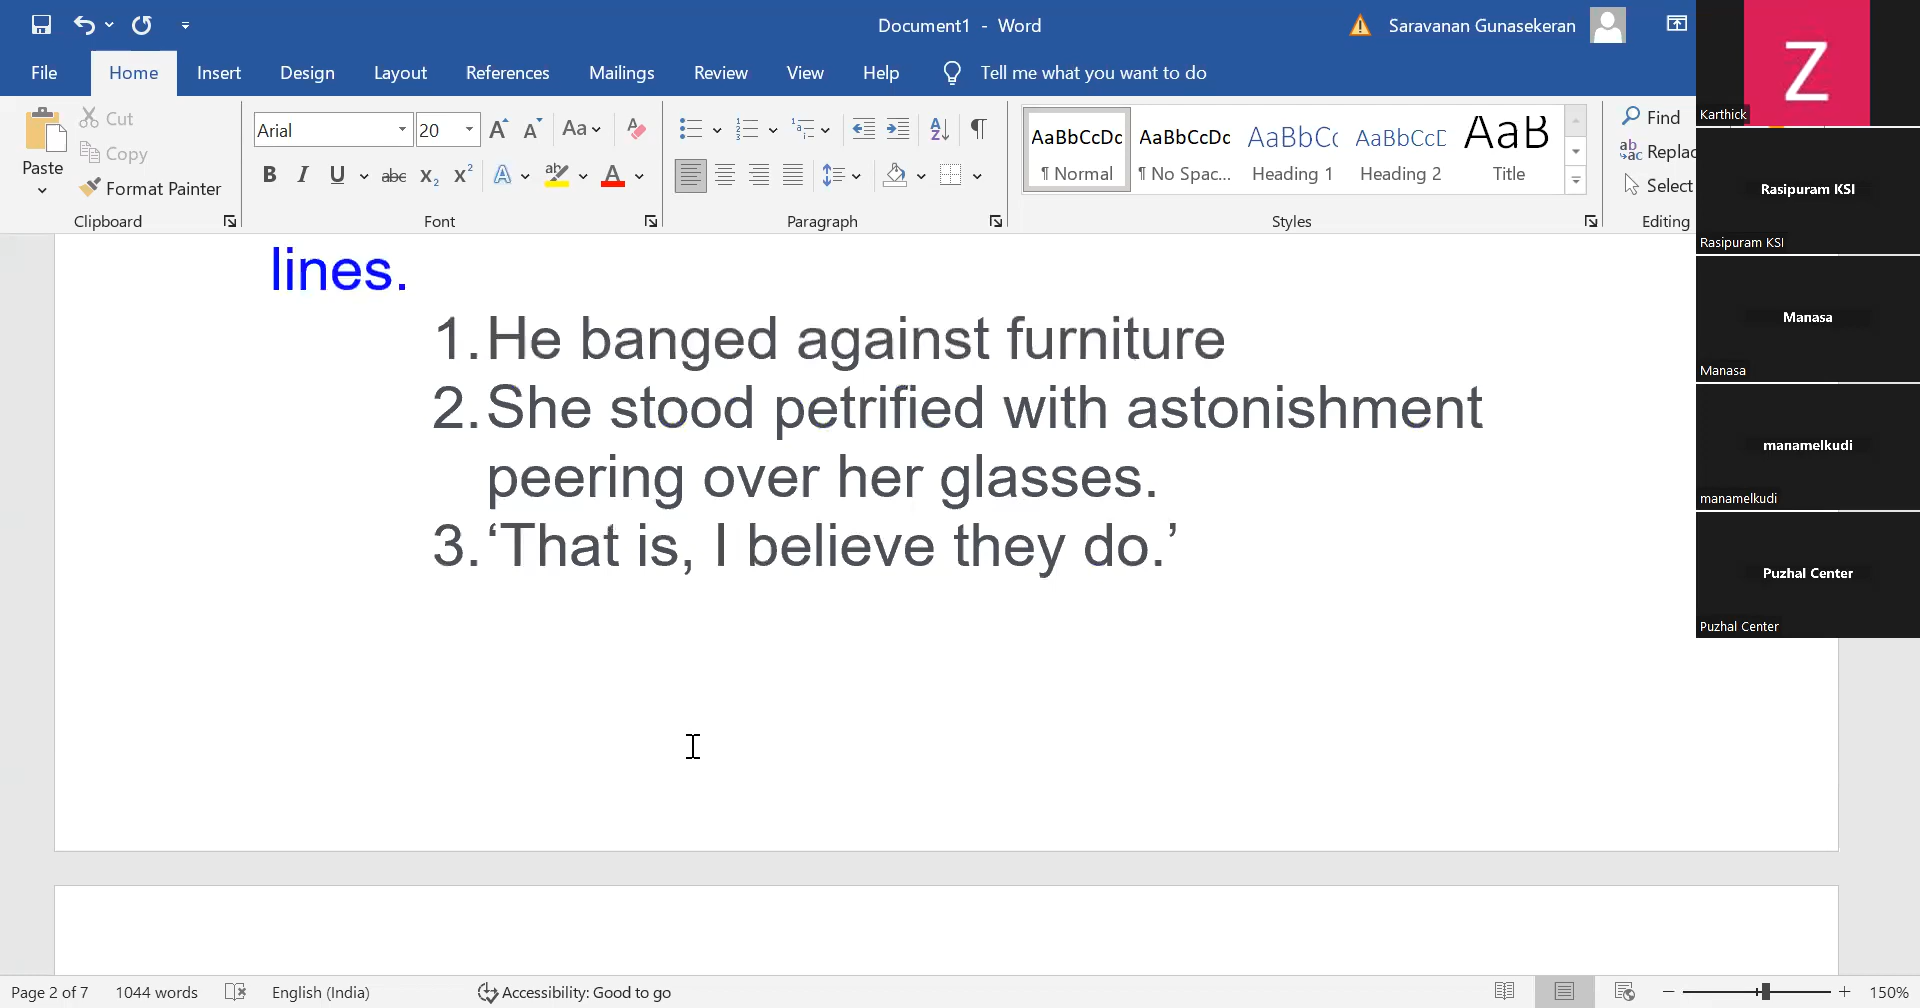 Document1 - Word
Saravanan Gunasekeran
File Home Insert Design Layout References Mailings Review View Help Tell me what you want to do
Paste
Cut
Copy
Format Painter
Clipboard
Arial 20
Aa
abc X₂ X²
Font
Paragraph
AaBbCcDc AaBbCcDc AaBbC AaBbCcD AaB
¶ Normal ¶ No Spac... Heading 1 Heading 2 Title
Styles
Find
Replac
Select
Editing
Z
Karthick
Rasipuram KSI
Rasipuram KSI
Manasa
Manasa
manamelkudi
manamelkudi
Puzhal Center
Puzhal Center
lines.
1. He banged against furniture
2. She stood petrified with astonishment
peering over her glasses.
3. ‘That is, I believe they do.’
Page 2 of 7 1044 words English (India) Accessibility: Good to go 150%